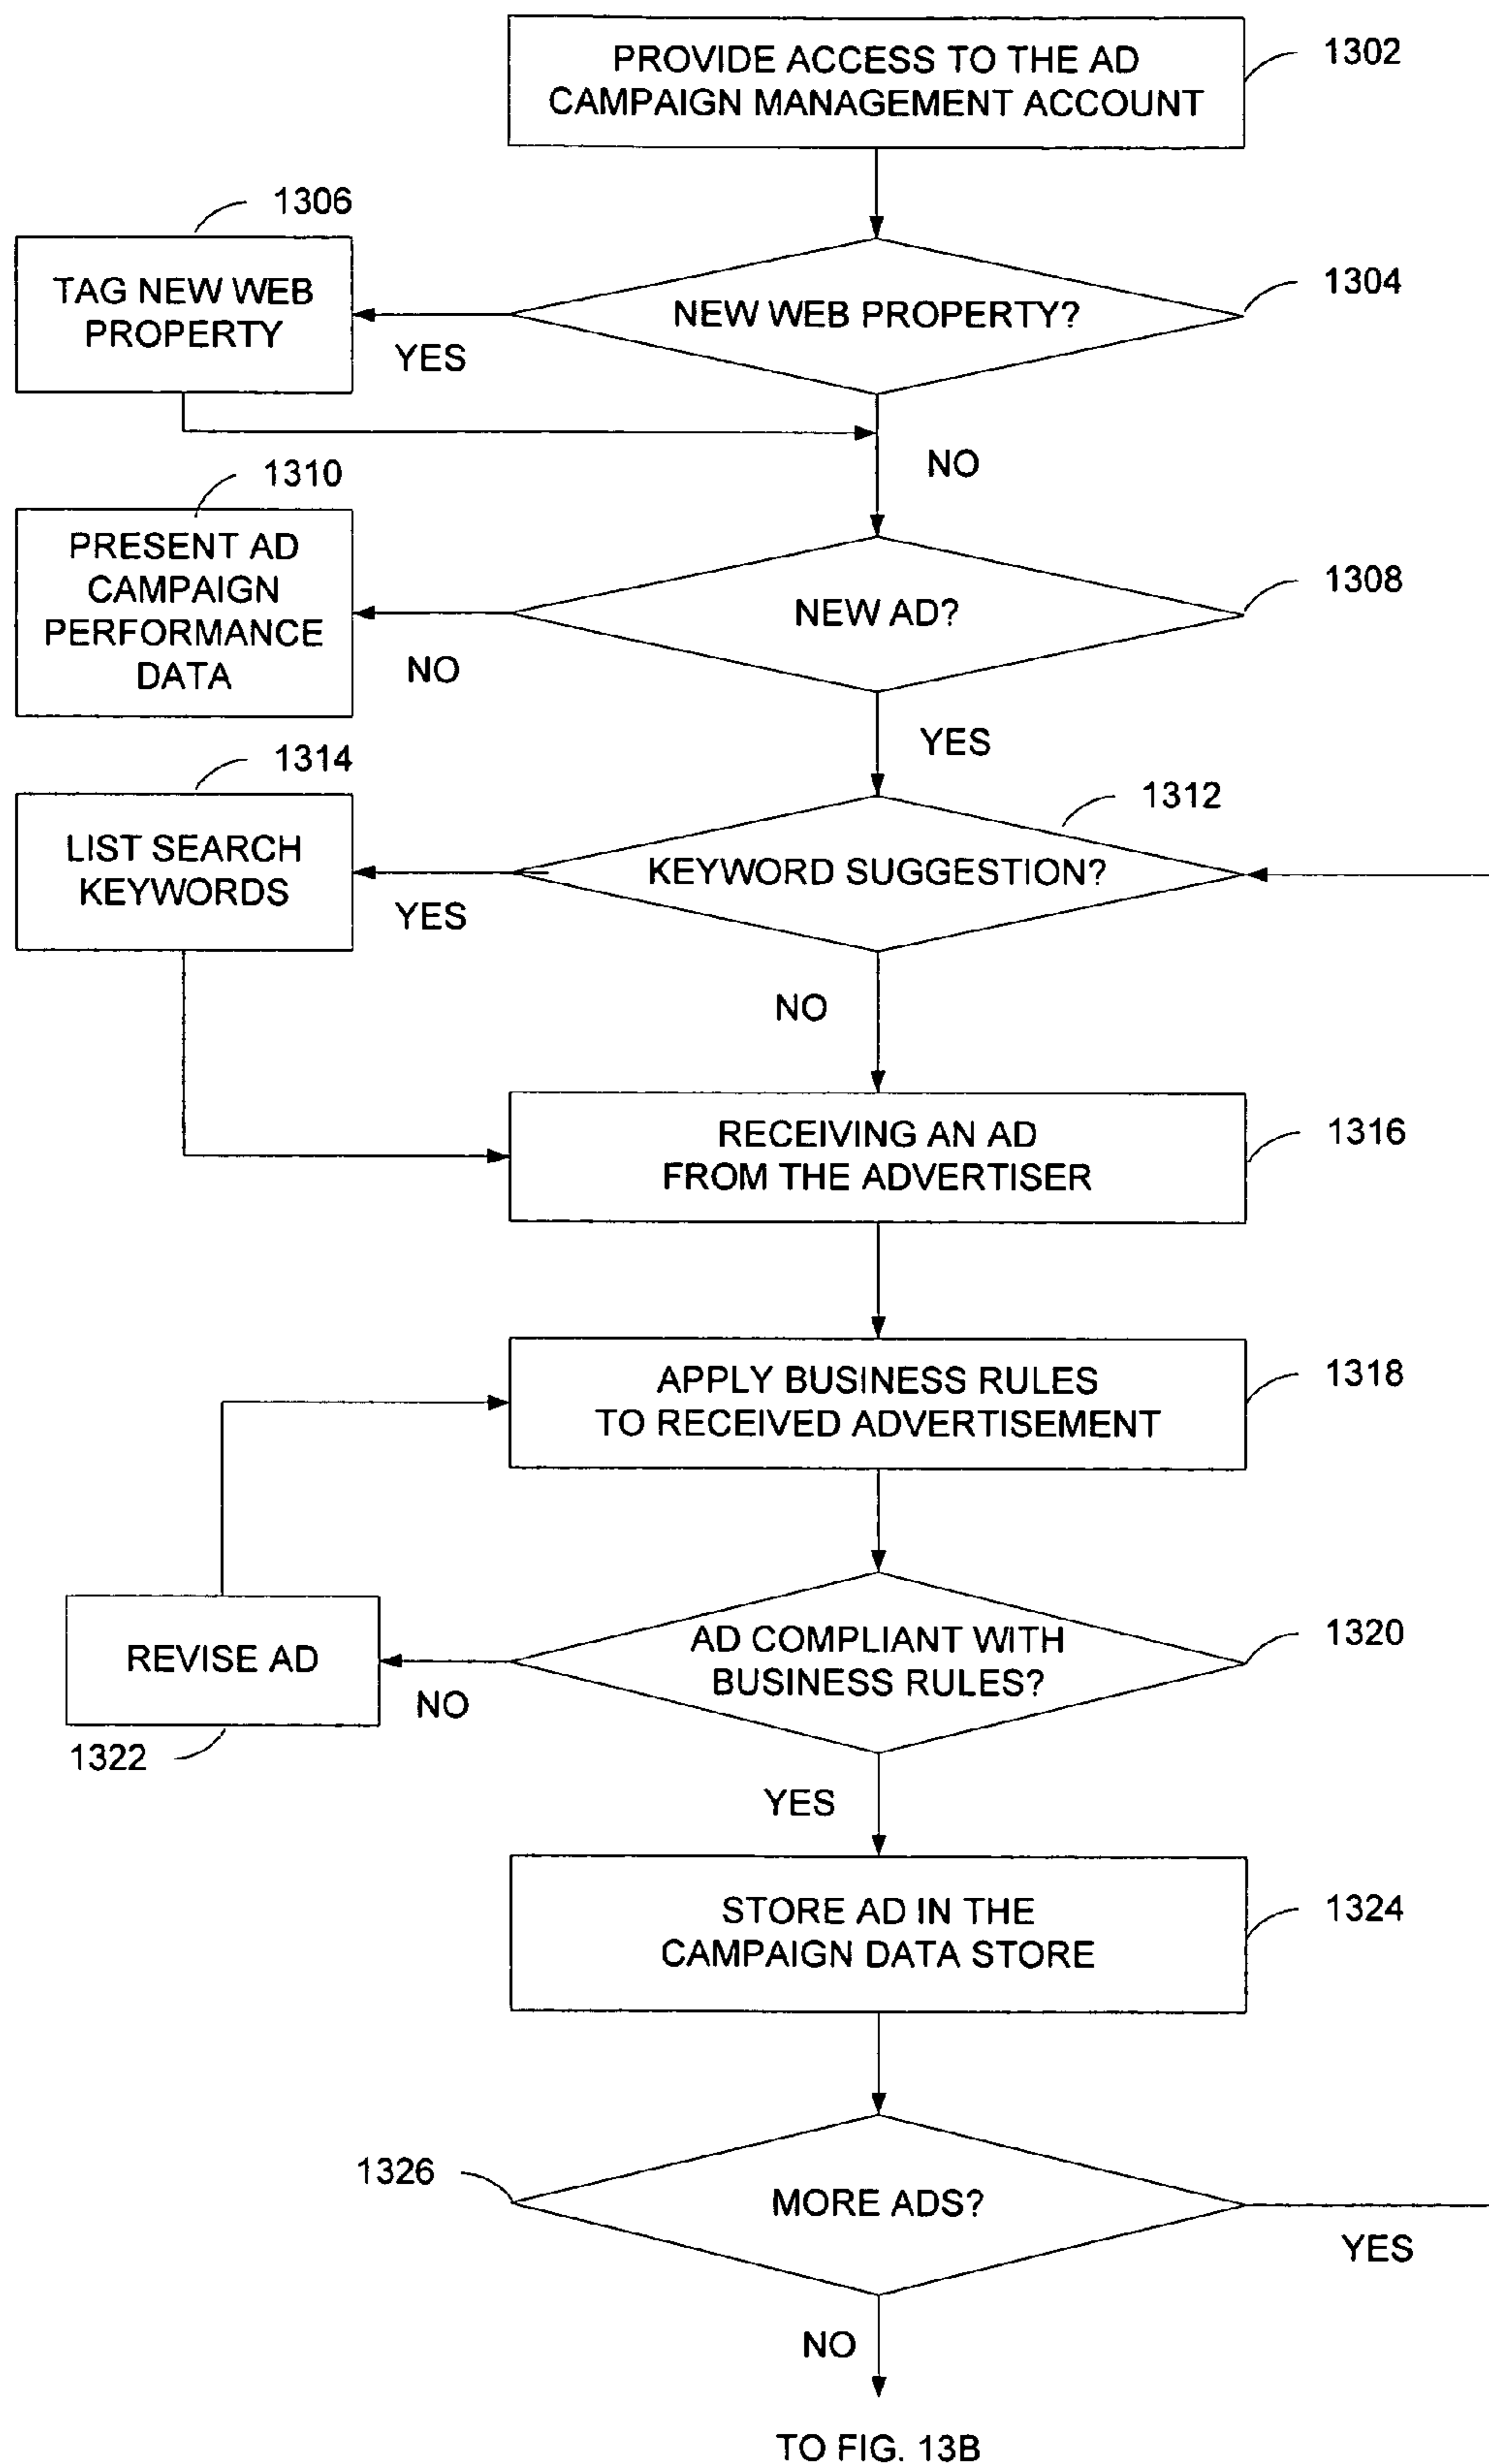 PROVIDE ACCESS TO THE AD
CAMPAIGN MANAGEMENT ACCOUNT
1302
1306
TAG NEW WEB
PROPERTY
YES
NEW WEB PROPERTY?
1304
NO
1310
PRESENT AD
CAMPAIGN
PERFORMANCE
DATA
NO
NEW AD?
1308
YES
1314
LIST SEARCH
KEYWORDS
YES
KEYWORD SUGGESTION?
1312
NO
RECEIVING AN AD
FROM THE ADVERTISER
1316
APPLY BUSINESS RULES
TO RECEIVED ADVERTISEMENT
1318
REVISE AD
1322
NO
AD COMPLIANT WITH
BUSINESS RULES?
1320
YES
STORE AD IN THE
CAMPAIGN DATA STORE
1324
1326
MORE ADS?
YES
NO
TO FIG. 13B